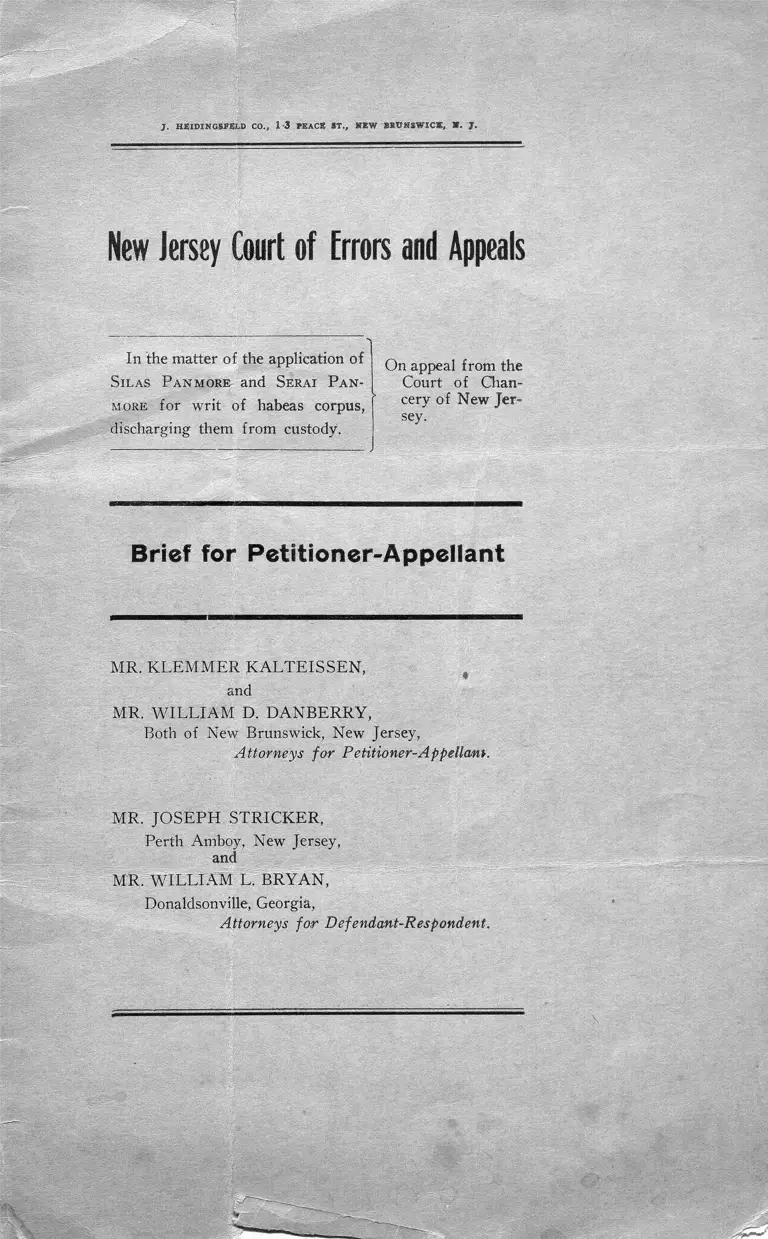 J. HEIDINGSFELD CO., 1-3 PEACE ST., NEW BRUNSWICK, N. J.
New Jersey Court of Errors and Appeals
In the matter of the application of
SILAS PANMORE and SERAI PAN-
MORE for writ of habeas corpus,
discharging them from custody.
On appeal from the
Court of Chan-
cery of New Jer-
sey.
Brief for Petitioner-Appellant
MR. KLEMMER KALTEISSEN,
and
MR. WILLIAM D. DANBERRY,
Both of New Brunswick, New Jersey,
Attorneys for Petitioner-Appellant.
MR. JOSEPH STRICKER,
Perth Amboy, New Jersey,
and
MR. WILLIAM L. BRYAN,
Donaldsonville, Georgia,
Attorneys for Defendant-Respondent.